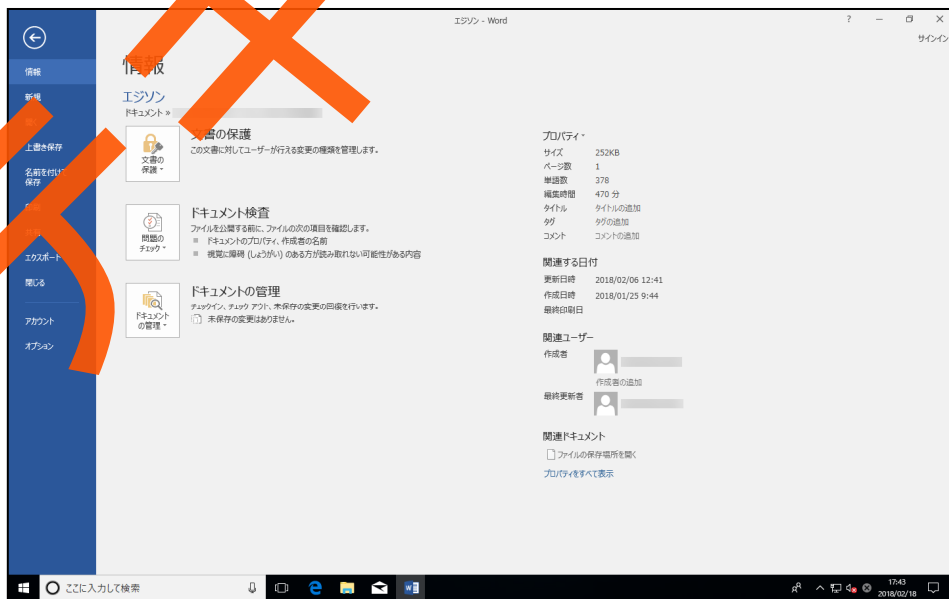 エジソン - Word
?
サインイン
情報
情報
新規
上書き保存
名前を付けて
保存
エクスポート
閉じる
アカウント
オプション
エジソン
ドキュメント »
文書の
保護
文書の保護
この文書に対してユーザーが行える変更の種類を管理します。
問題の
チェック
ドキュメント検査
ファイルを公開する前に、ファイルの次の項目を確認します。
ドキュメントのプロパティ、作成者の名前
視覚に障碍 (しょうがい) のある方が読み取れない可能性がある内容
ドキュメント
の管理
ドキュメントの管理
チェックイン、チェック アウト、未保存の変更の回復を行います。
未保存の変更はありません。
プロパティ
サイズ 252KB
ページ数 1
単語数 378
編集時間 470 分
タイトル タイトルの追加
タグ タグの追加
コメント コメントの追加
関連する日付
更新日時 2018/02/06 12:41
作成日時 2018/01/25 9:44
最終印刷日
関連ユーザー
作成者
作成者の追加
最終更新者
関連ドキュメント
ファイルの保存場所を開く
プロパティをすべて表示
ここに入力して検索
17:43
2018/02/18